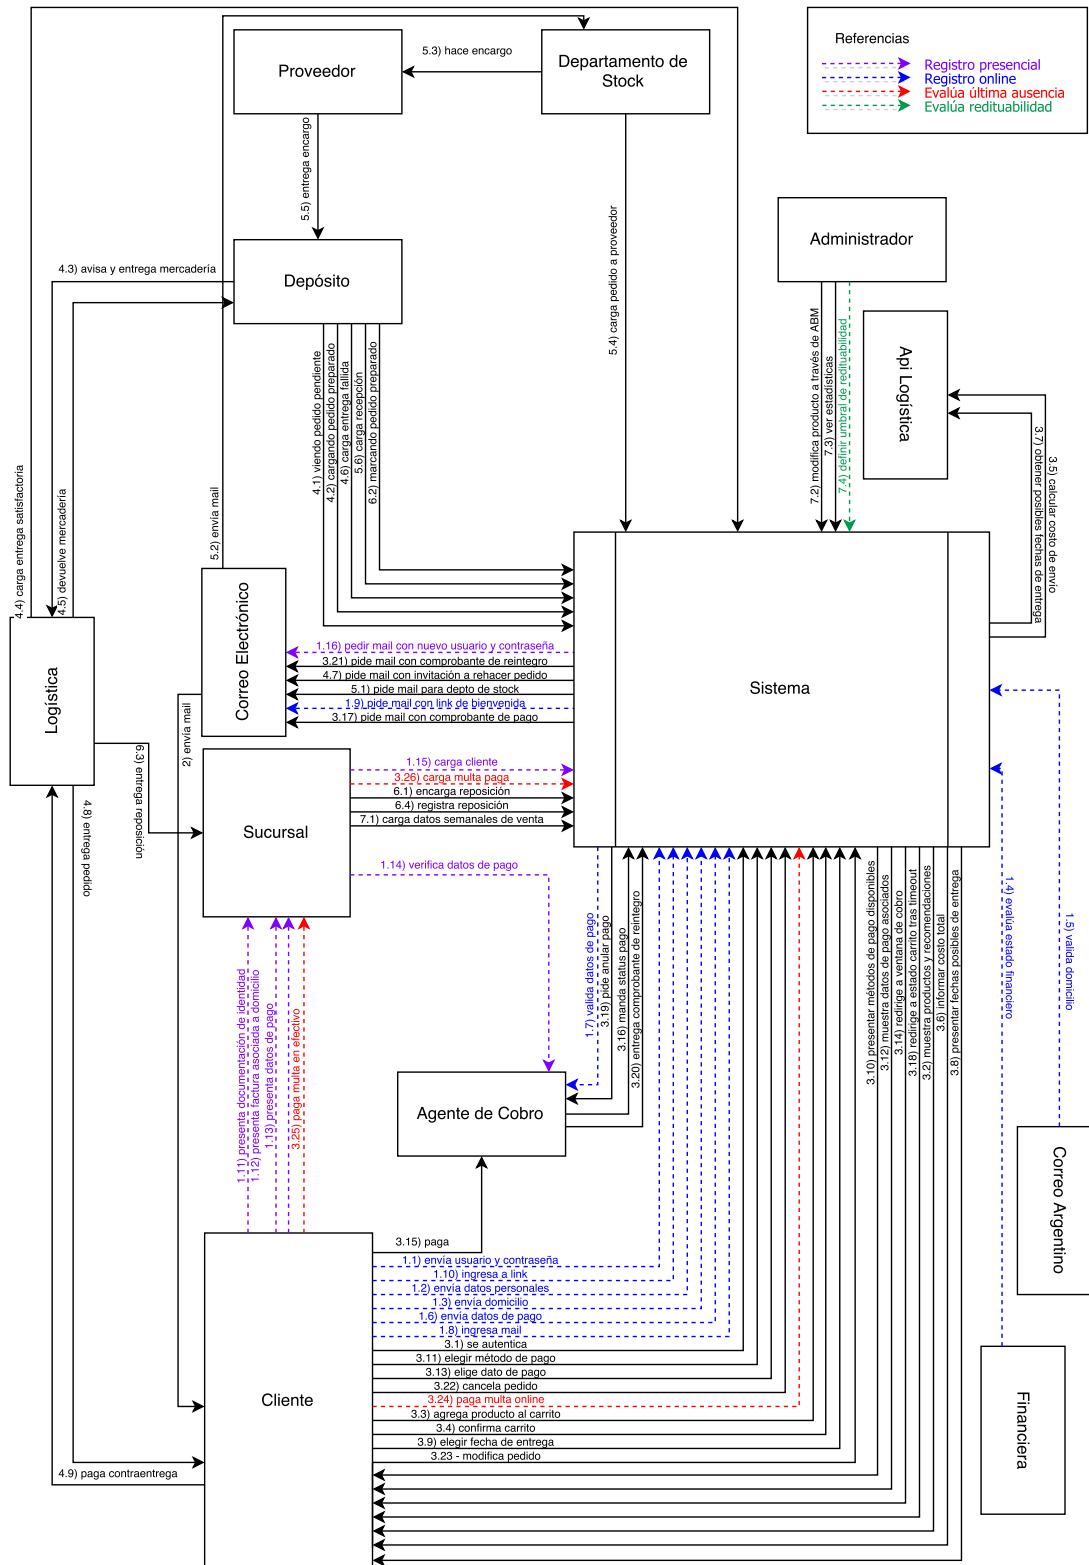 Referencias
Registro presencial
Registro online
Evalúa última ausencia
Evalúa redituabilidad
5.3) hace encargo
Proveedor
Departamento de
Stock
5.5) entrega encargo
5.4) carga pedido a proveedor
Administrador
4.3) avisa y entrega mercadería
Depósito
7.2) modifica producto a través de ABM
7.3) ver estadísticas
7.4) definir umbral de redituabilidad
Api Logística
4.1) viendo pedido pendiente
4.2) cargando pedido preparado
4.6) carga entrega fallida
5.6) carga recepción
6.2) marcando pedido preparado
3.5) calcular costo de envio
3.7) obtener posibles fechas de entrega
4.4) carga entrega satisfactoria
4.5) devuelve mercadería
5.2) envía mail
Correo Electrónico
Logística
1.16) pedir mail con nuevo usuario y contraseña
3.21) pide mail con comprobante de reintegro
4.7) pide mail con invitación a rehacer pedido
5.1) pide mail para depto de stock
1.9) pide mail con link de bienvenida
3.17) pide mail con comprobante de pago
Sistema
2) envía mail
6.3) entrega reposición
4.8) entrega pedido
Sucursal
1.15) carga cliente
3.26) carga multa paga
6.1) encarga reposición
6.4) registra reposición
7.1) carga datos semanales de venta
1.14) verifica datos de pago
1.7) valida datos de pago
3.19) pide anular pago
3.16) manda status pago
3.20) entrega comprobante de reintegro
3.10) presentar métodos de pago disponibles
3.12) muestra datos de pago asociados
3.14) redirige a ventana de cobro
3.18) redirige a estado carrito tras timeout
3.2) muestra productos y recomendaciones
3.6) informar costo total
3.8) presentar fechas posibles de entrega
1.4) evalúa estado financiero
1.5) valida domicilio
1.11) presenta documentación de identidad
1.12) presenta factura asociada a domicilio
1.13) presenta datos de pago
3.25) paga multa en efectivo
Agente de Cobro
Correo Argentino
3.15) paga
1.1) envía usuario y contraseña
1.10) ingresa a link
1.2) envía datos personales
1.3) envía domicilio
1.6) envía datos de pago
1.8) ingresa mail
3.1) se autentica
3.11) elegir método de pago
3.13) elige dato de pago
3.22) cancela pedido
3.24) paga multa online
3.3) agrega producto al carrito
3.4) confirma carrito
3.9) elegir fecha de entrega
3.23 - modifica pedido
Cliente
Financiera
4.9) paga contraentrega